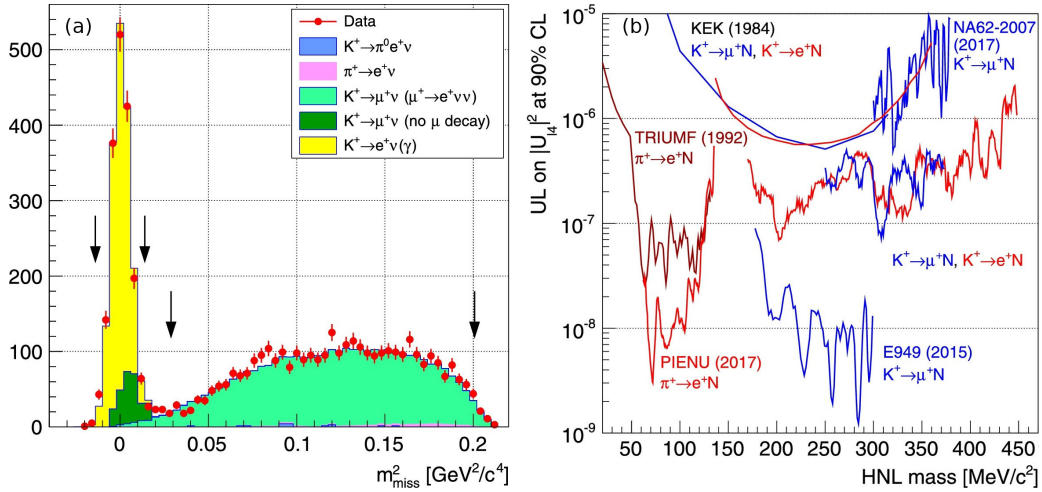 (a)
Data
K⁺→π⁰e⁺ν
π⁺→e⁺ν
K⁺→μ⁺ν (μ⁺→e⁺νν)
K⁺→μ⁺ν (no μ decay)
K⁺→e⁺ν(γ)
500
400
300
200
100
0
0 0.05 0.1 0.15 0.2
m²miss [GeV²/c⁴]
(b)
UL on |Uₗ₄|² at 90% CL
10⁻⁵
10⁻⁶
10⁻⁷
10⁻⁸
10⁻⁹
KEK (1984)
K⁺→μ⁺N, K⁺→e⁺N
NA62-2007
(2017)
K⁺→μ⁺N
TRIUMF (1992)
π⁺→e⁺N
K⁺→μ⁺N, K⁺→e⁺N
PIENU (2017)
π⁺→e⁺N
E949 (2015)
K⁺→μ⁺N
50 100 150 200 250 300 350 400 450
HNL mass [MeV/c²]